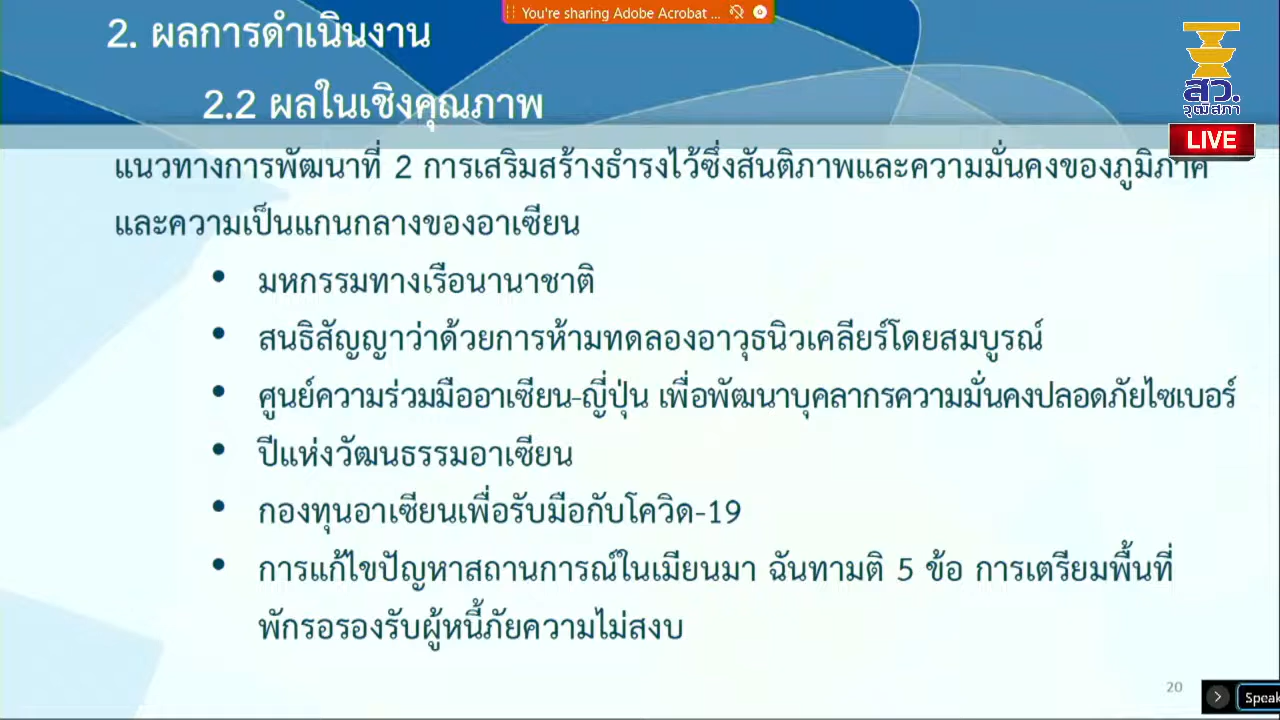 You're sharing Adobe Acrobat ...
2. ผลการดำเนินงาน
2.2 ผลในเชิงคุณภาพ
สว.
วุฒิสภา
LIVE
แนวทางการพัฒนาที่ 2 การเสริมสร้างธำรงไว้ซึ่งสันติภาพและความมั่นคงของภูมิภาค
และความเป็นแกนกลางของอาเซียน
• มหกรรมทางเรือนานาชาติ
• สนธิสัญญาว่าด้วยการห้ามทดลองอาวุธนิวเคลียร์โดยสมบูรณ์
• ศูนย์ความร่วมมืออาเซียน-ญี่ปุ่น เพื่อพัฒนาบุคลากรความมั่นคงปลอดภัยไซเบอร์
• ปีแห่งวัฒนธรรมอาเซียน
• กองทุนอาเซียนเพื่อรับมือกับโควิด-19
• การแก้ไขปัญหาสถานการณ์ในเมียนมา ฉันทามติ 5 ข้อ การเตรียมพื้นที่
พักรอรองรับผู้หนี้ภัยความไม่สงบ
20
Speak